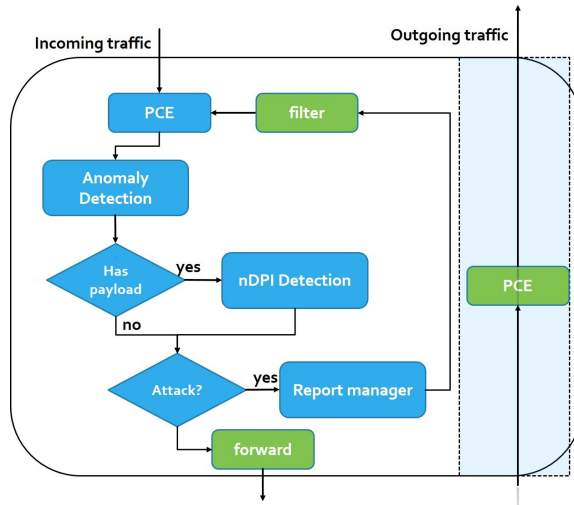 Incoming traffic
Outgoing traffic
PCE
filter
Anomaly
Detection
Has
payload
yes
nDPI Detection
PCE
no
Attack?
yes
Report manager
forward